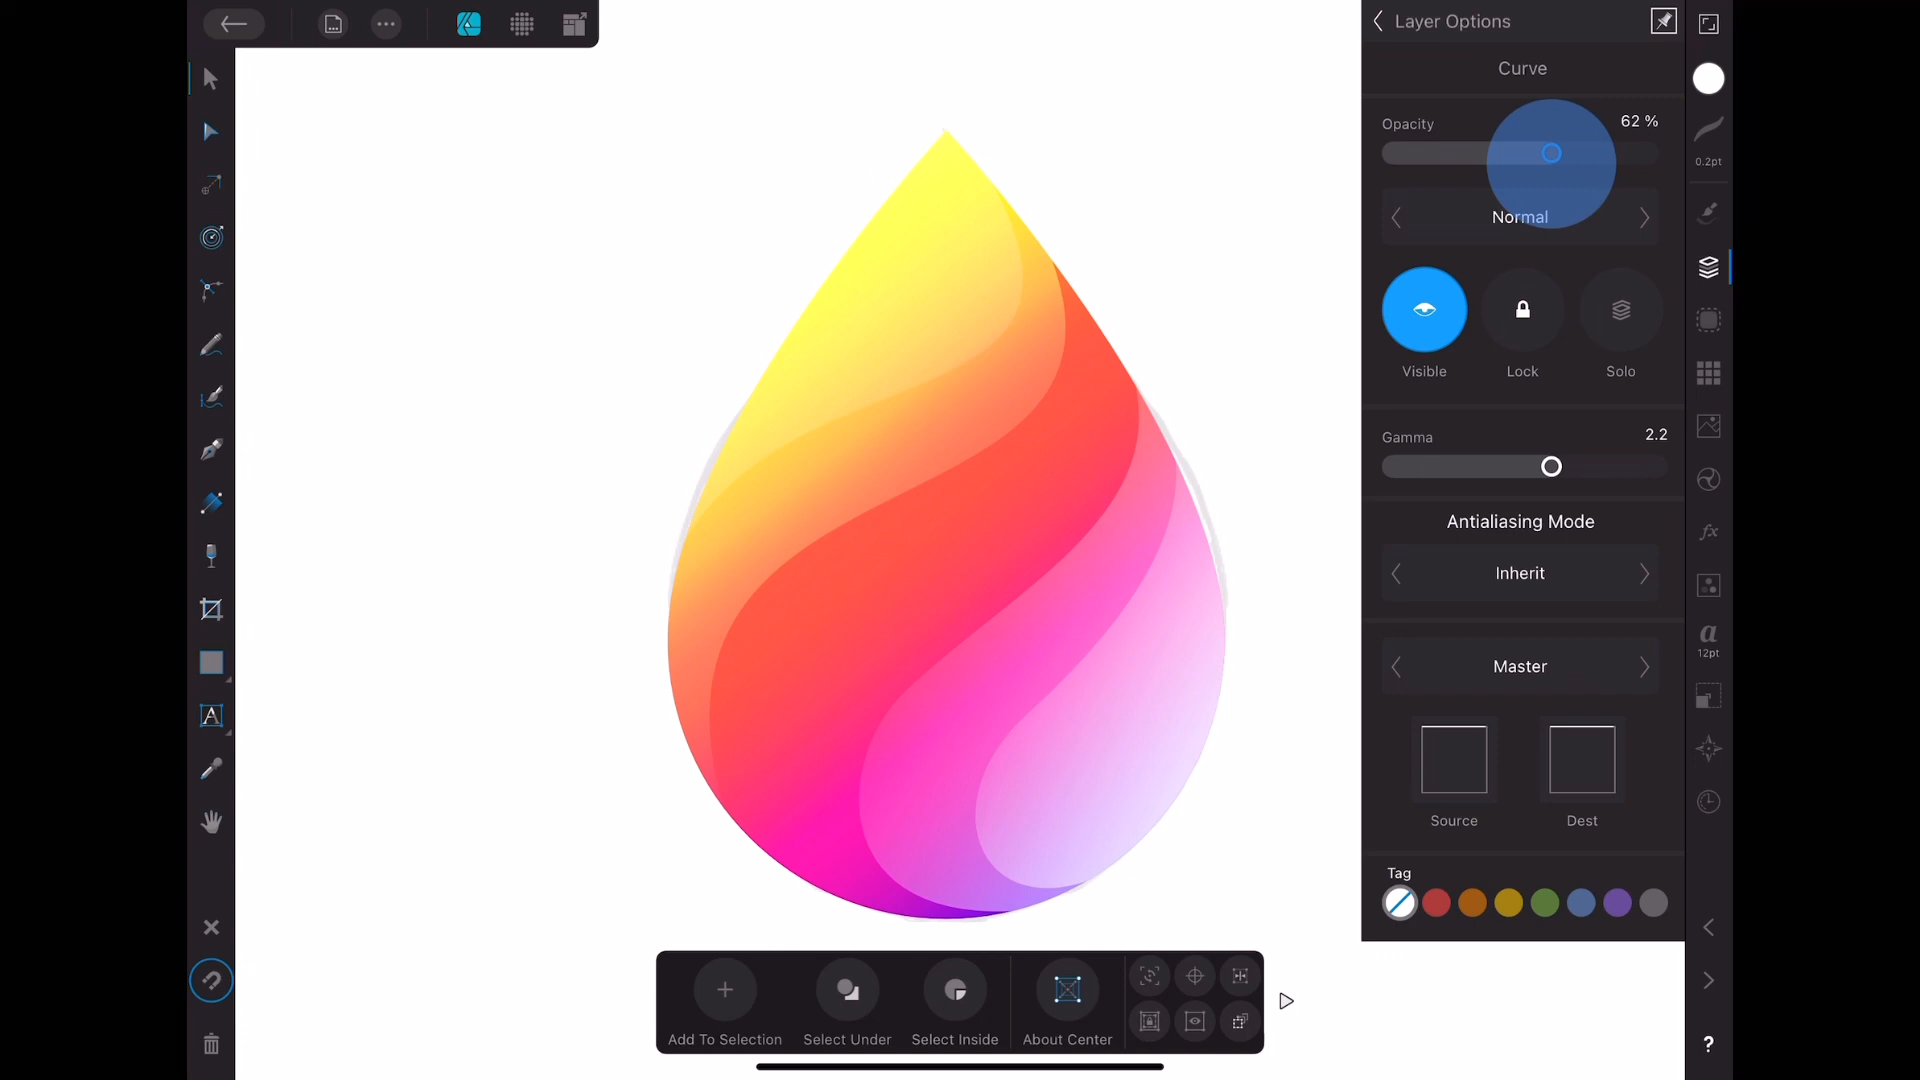 Layer Options
Curve
Opacity
62 %
0.2pt
Normal
Visible
Lock
Solo
Gamma
2.2
Antialiasing Mode
Inherit
fx
a
12pt
Master
Source
Dest
Tag
A
Add To Selection
Select Under
Select Inside
About Center
?